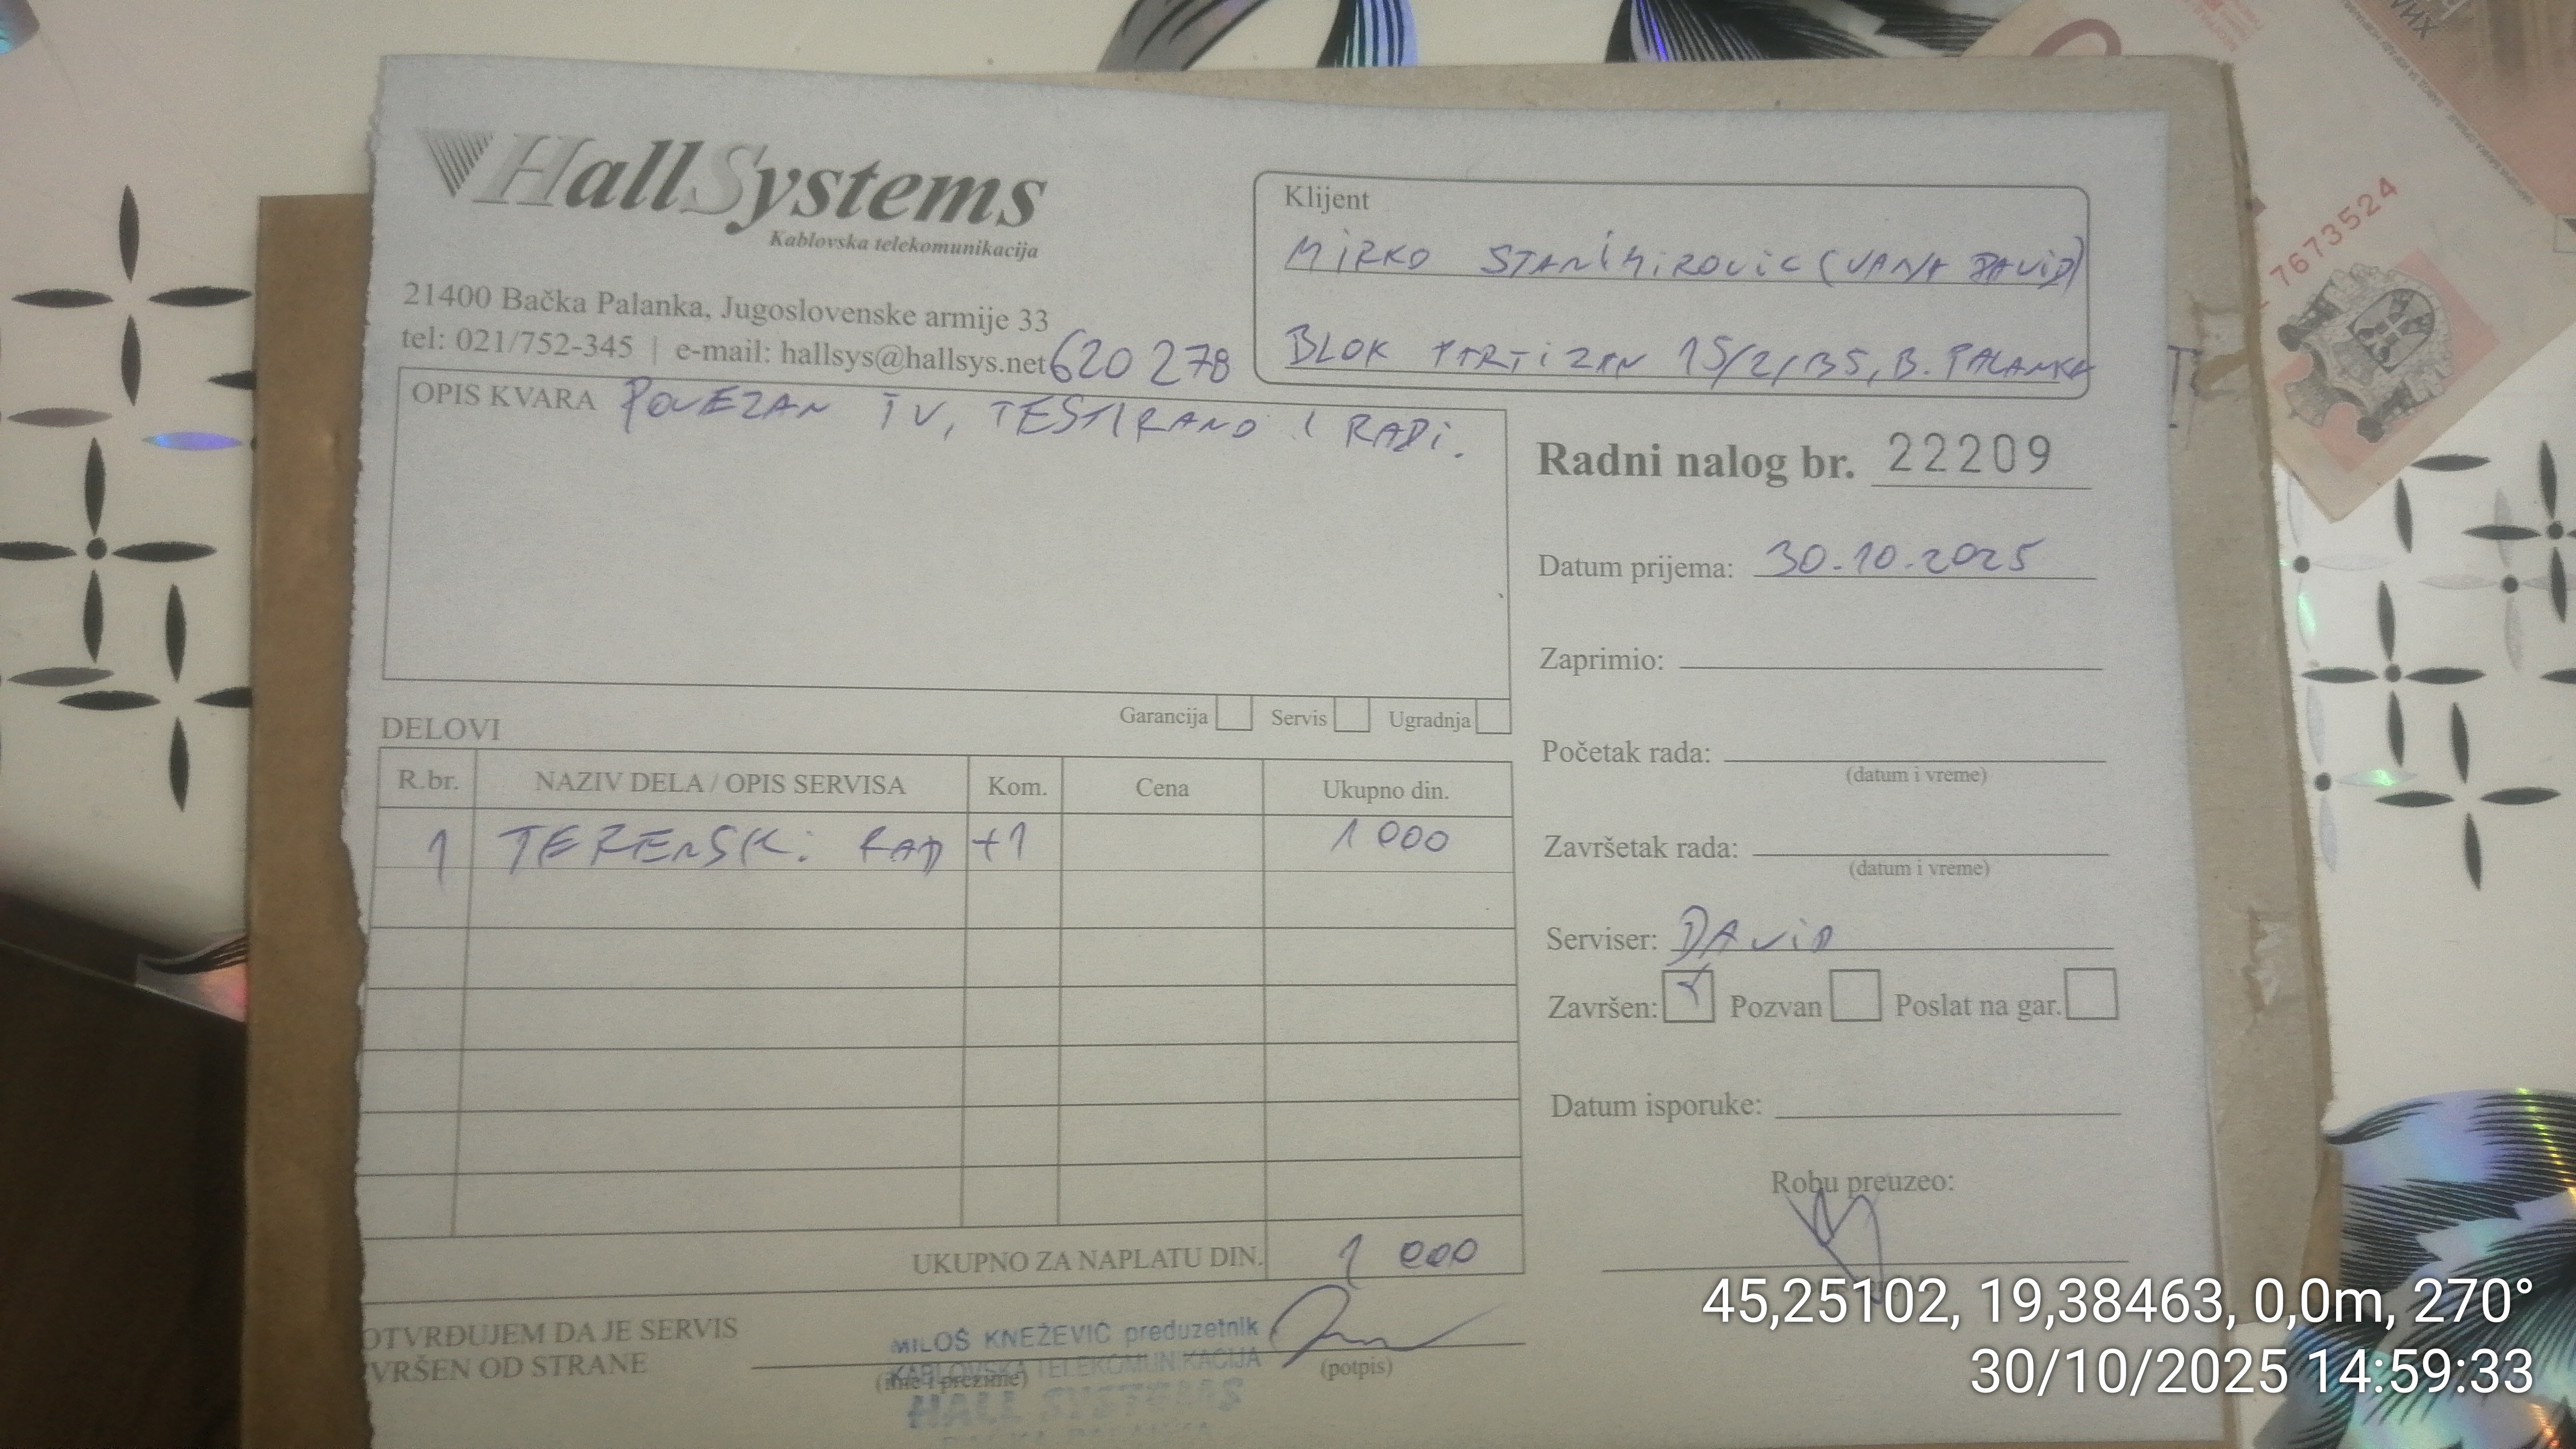 HallSystems
Kablovska telekomunikacija
21400 Bačka Palanka, Jugoslovenske armije 33
tel: 021/752-345 | e-mail: hallsys@hallsys.net 620 278
Klijent
MIRKO STANIMIROVIC (VANA DAVID)
BLOK PARTIZAN 15/2/35, B. PALANKA
OPIS KVARA POVEZAN TV, TESTIRANO I RADI.
Garancija Servis Ugradnja
Radni nalog br. 22209
Datum prijema: 30.10.2025
Zaprimio:
Početak rada:
(datum i vreme)
Završetak rada:
(datum i vreme)
Serviser: DAVID
Završen: Pozvan Poslat na gar.
Datum isporuke:
Robu preuzeo:
DELOVI
R.br. NAZIV DELA / OPIS SERVISA Kom. Cena Ukupno din.
1 TERENSKI RAD +1 1 000
UKUPNO ZA NAPLATU DIN. 1 000
OTVRĐUJEM DA JE SERVIS
VRŠEN OD STRANE
MILOŠ KNEŽEVIĆ preduzetnik
KABLOVSKA TELEKOMUNIKACIJA
(ime i prezime)
(potpis)
HALL SYSTEMS
7673524
45,25102, 19,38463, 0,0m, 270°
30/10/2025 14:59:33